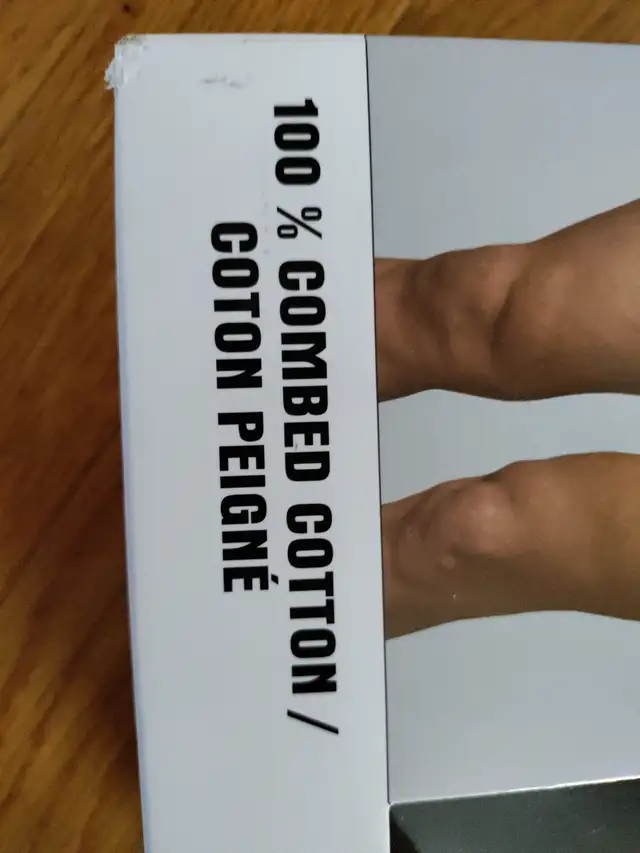 100 % COMBED COTTON /
COTON PEIGNÉ